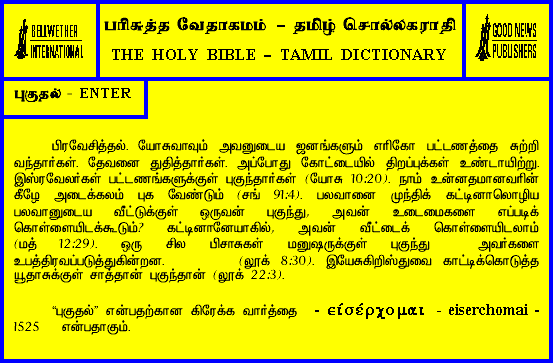 BELLWETHER
INTERNATIONAL
பரிசுத்த வேதாகமம் – தமிழ் சொல்லகராதி
THE HOLY BIBLE – TAMIL DICTIONARY
GOOD NEWS
PUBLISHERS
புகுதல் - ENTER
பிரவேசித்தல். யோசுவாவும் அவனுடைய ஜனங்களும் எரிகோ பட்டணத்தை சுற்றி
வந்தார்கள். தேவனை துதித்தார்கள். அப்போது கோட்டையில் திறப்புக்கள் உண்டாயிற்று.
இஸ்ரவேலர்கள் பட்டணங்களுக்குள் புகுந்தார்கள் (யோசு 10:20). நாம் உன்னதமானவரின்
கீழே அடைக்கலம் புக வேண்டும் (சங் 91:4). பலவானை முந்திக் கட்டினாலொழிய
பலவானுடைய வீட்டுக்குள் ஒருவன் புகுந்து, அவன் உடைமைகளை எப்படிக்
கொள்ளையிடக்கூடும்? கட்டினானேயாகில், அவன் வீட்டைக் கொள்ளையிடலாம்
(மத் 12:29). ஒரு சில பிசாசுகள் மனுஷருக்குள் புகுந்து அவர்களை
உபத்திரவப்படுத்துகின்றன. (லூக் 8:30). இயேசுகிறிஸ்துவை காட்டிக்கொடுத்த
யூதாசுக்குள் சாத்தான் புகுந்தான் (லூக் 22:3).
“புகுதல்” என்பதற்கான கிரேக்க வார்த்தை - εἰσέρχομαι - eiserchomai -
1525 என்பதாகும்.